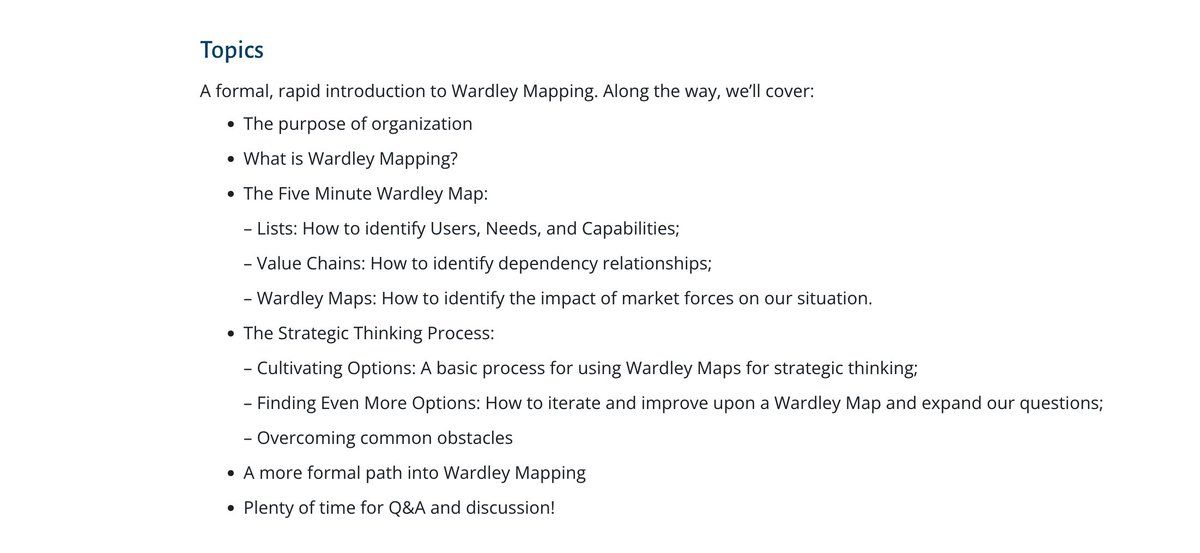 Topics
A formal, rapid introduction to Wardley Mapping. Along the way, we’ll cover:
• The purpose of organization
• What is Wardley Mapping?
• The Five Minute Wardley Map:
– Lists: How to identify Users, Needs, and Capabilities;
– Value Chains: How to identify dependency relationships;
– Wardley Maps: How to identify the impact of market forces on our situation.
• The Strategic Thinking Process:
– Cultivating Options: A basic process for using Wardley Maps for strategic thinking;
– Finding Even More Options: How to iterate and improve upon a Wardley Map and expand our questions;
– Overcoming common obstacles
• A more formal path into Wardley Mapping
• Plenty of time for Q&A and discussion!